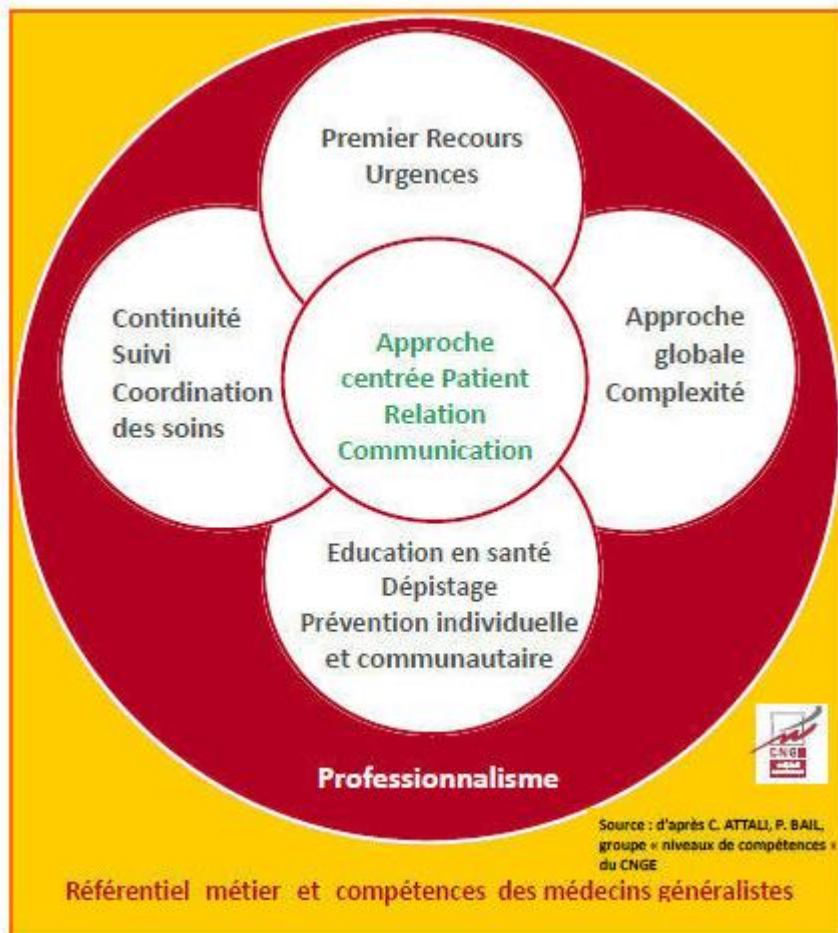 Premier Recours
Urgences
Continuité
Suivi
Coordination
des soins
Approche
centrée Patient
Relation
Communication
Approche
globale
Complexité
Education en santé
Dépistage
Prévention individuelle
et communautaire
Professionnalisme
CNG
Source : d'après C. ATTALI, P. BAIL,
groupe « niveaux de compétences »
du CNGE
Référentiel métier et compétences des médecins généralistes